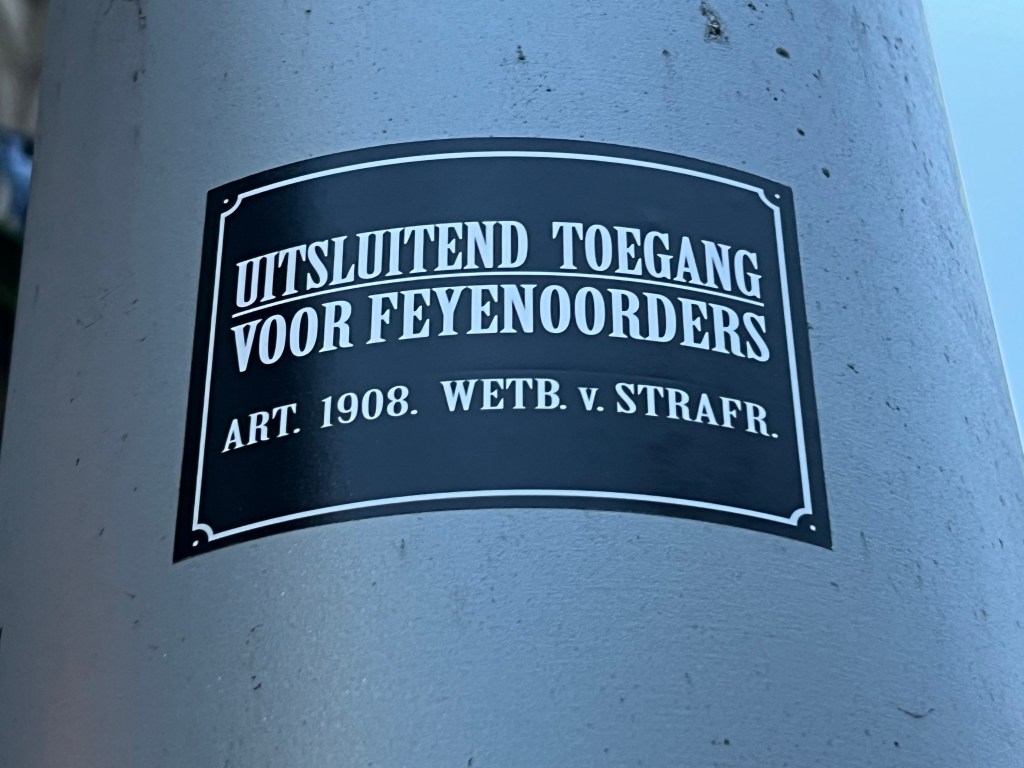 UITSLUITEND TOEGANG
VOOR FEYENOORDERS
ART. 1908. WETB. v. STRAFR.